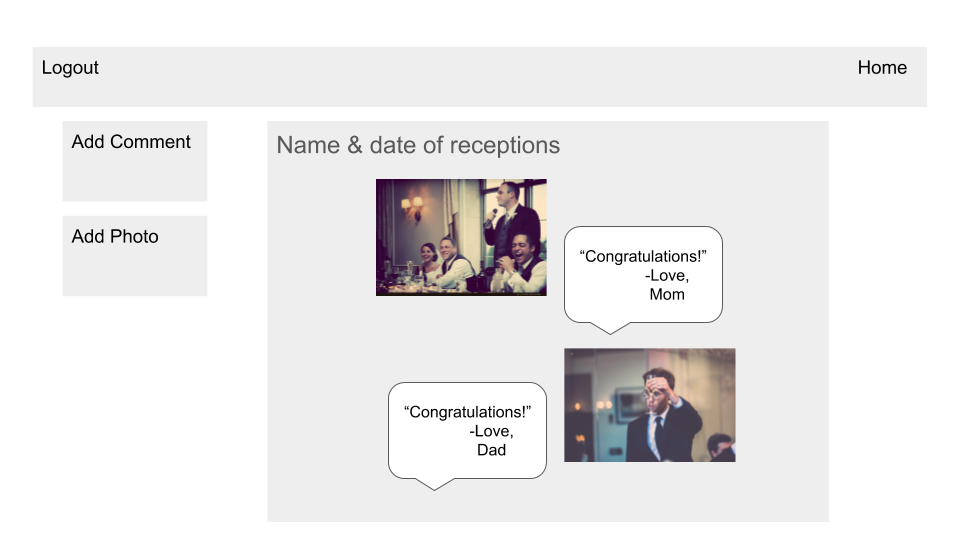 Logout
Home
Add Comment
Add Photo
Name & date of receptions
“Congratulations!”
-Love,
Mom
“Congratulations!”
-Love,
Dad